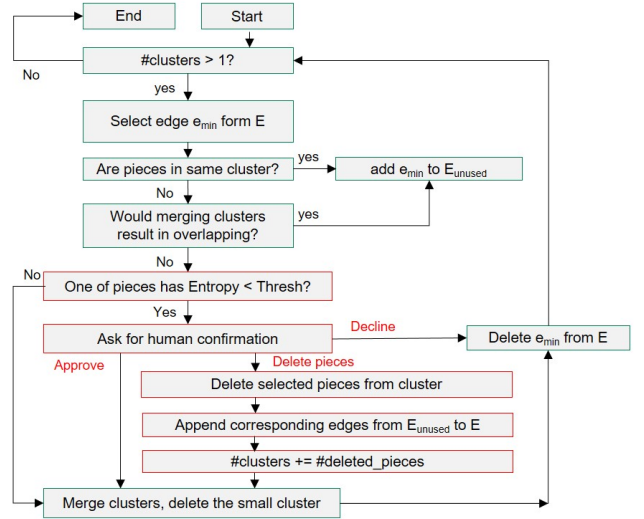 End
Start
#clusters > 1?
No
yes
Select edge emin form E
Are pieces in same cluster?
yes
add emin to Eunused
No
Would merging clusters
result in overlapping?
yes
No
No
One of pieces has Entropy < Thresh?
Yes
Ask for human confirmation
Decline
Delete emin from E
Approve
Delete pieces
Delete selected pieces from cluster
Append corresponding edges from Eunused to E
#clusters += #deleted_pieces
Merge clusters, delete the small cluster